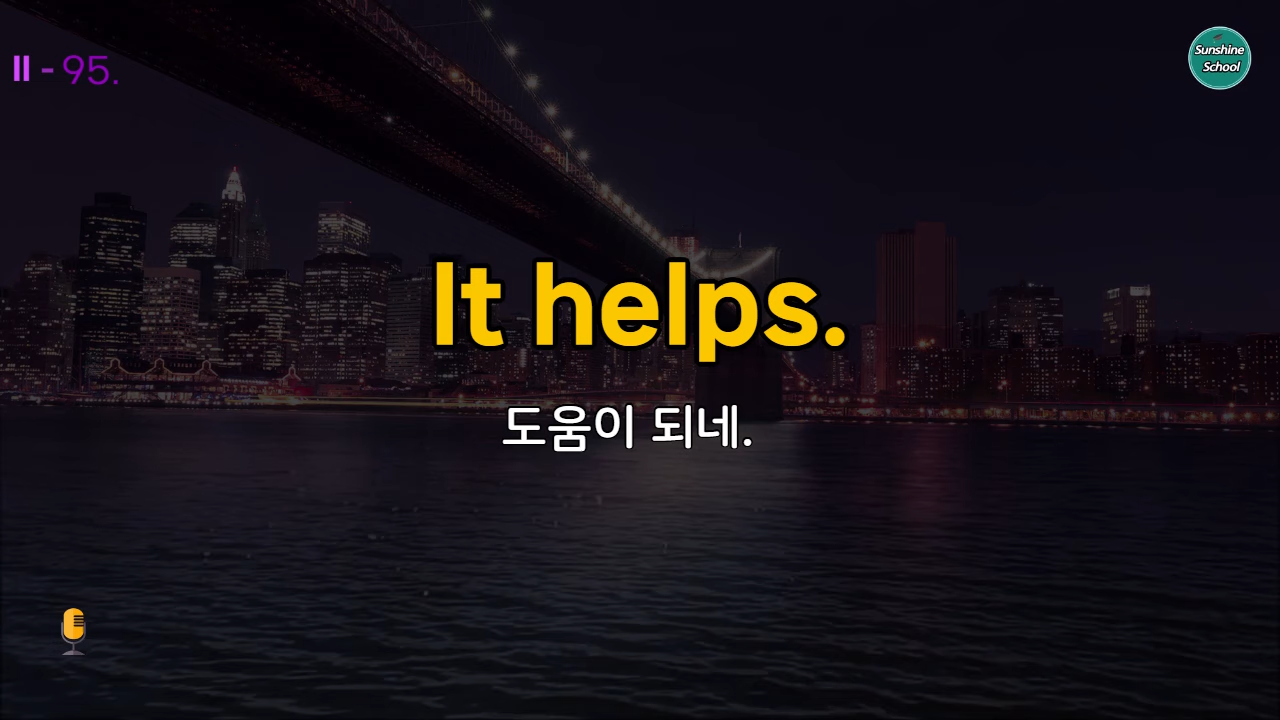 II - 95.
Sunshine
School
It helps.
도움이 되네.